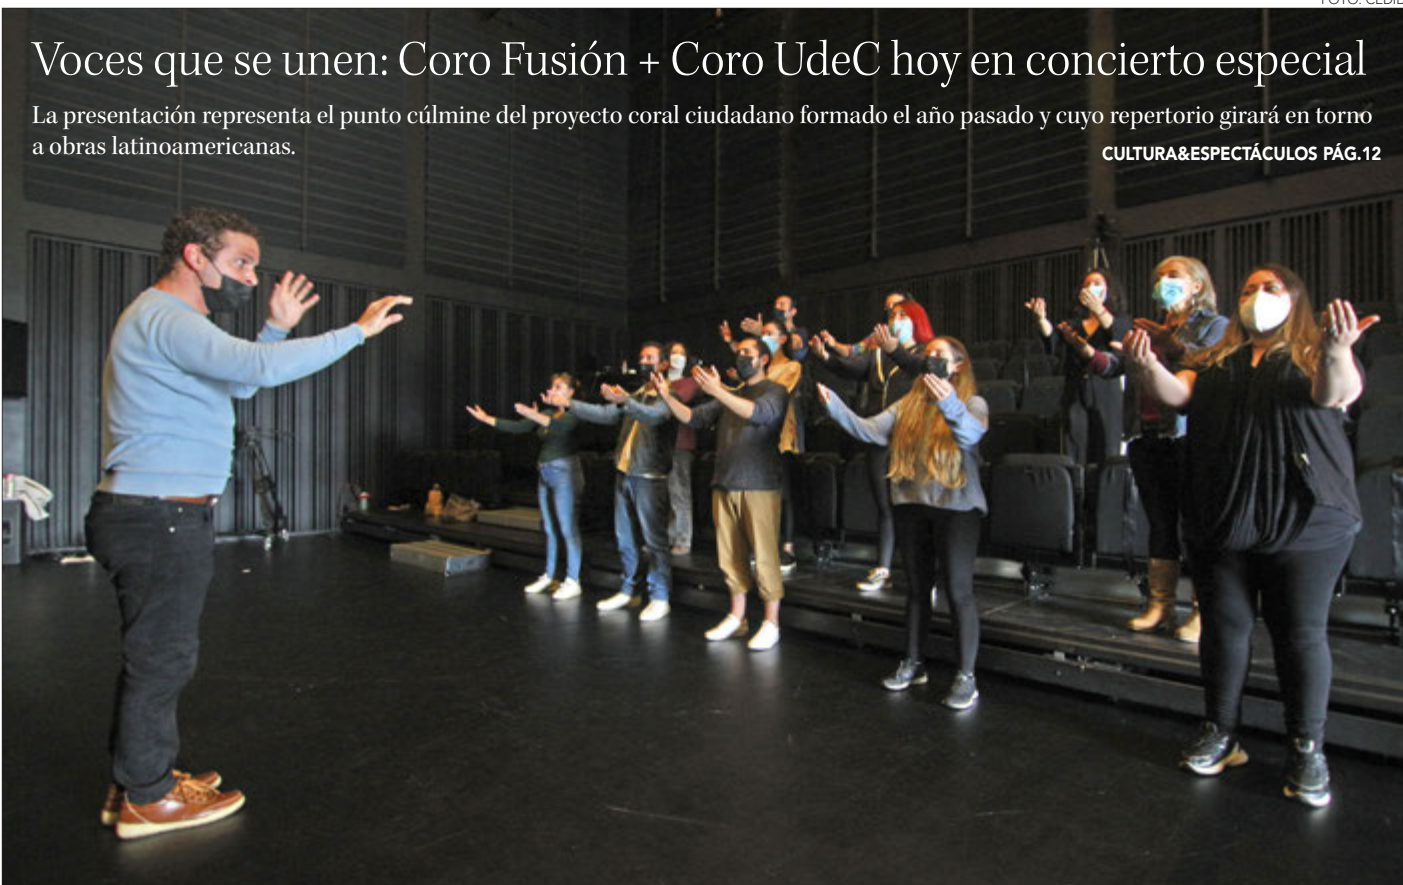 Voces que se unen: Coro Fusión + Coro UdeC hoy en concierto especial
La presentación representa el punto cúlmine del proyecto coral ciudadano formado el año pasado y cuyo repertorio girará en torno
a obras latinoamericanas.
CULTURA&ESPECTÁCULOS PÁG.12